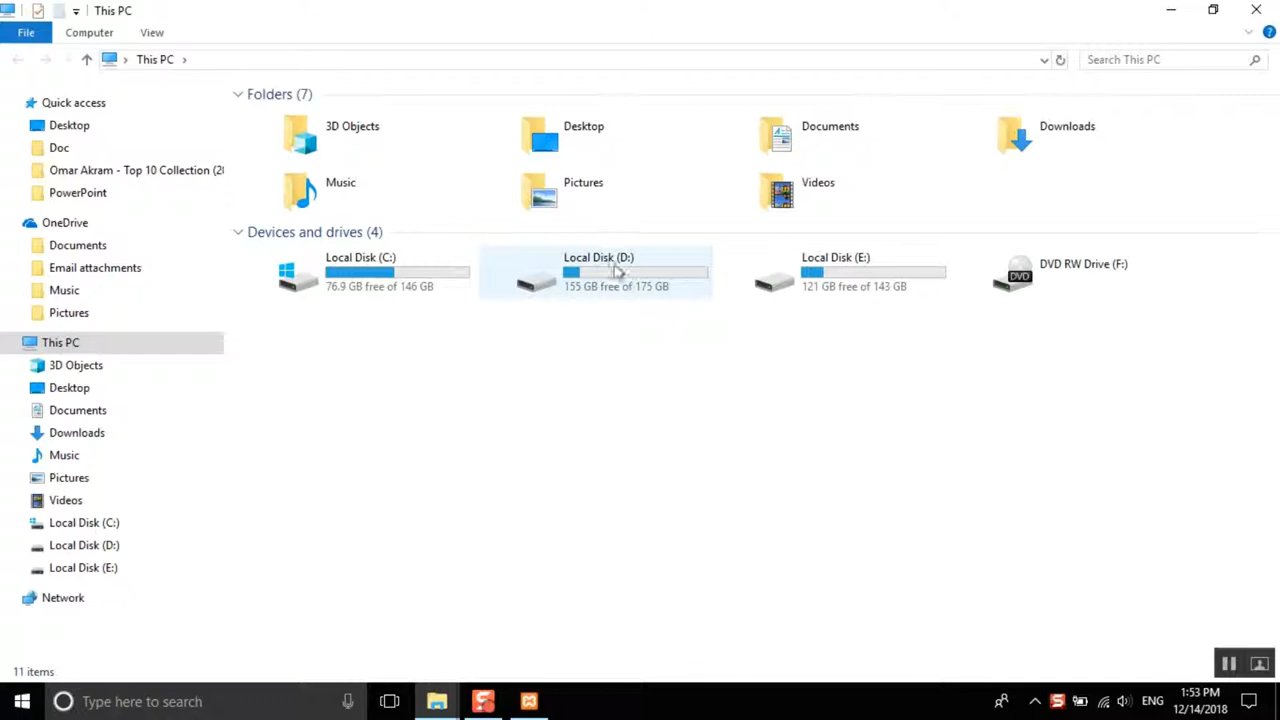 This PC
File Computer View
This PC
Search This PC
Quick access
Desktop
Doc
Omar Akram - Top 10 Collection (20
PowerPoint
OneDrive
Documents
Email attachments
Music
Pictures
This PC
3D Objects
Desktop
Documents
Downloads
Music
Pictures
Videos
Local Disk (C:)
Local Disk (D:)
Local Disk (E:)
Network
Folders (7)
3D Objects
Desktop
Documents
Downloads
Music
Pictures
Videos
Devices and drives (4)
Local Disk (C:)
76.9 GB free of 146 GB
Local Disk (D:)
155 GB free of 175 GB
Local Disk (E:)
121 GB free of 143 GB
DVD RW Drive (F:)
DVD
11 items
Type here to search
ENG
1:53 PM
12/14/2018